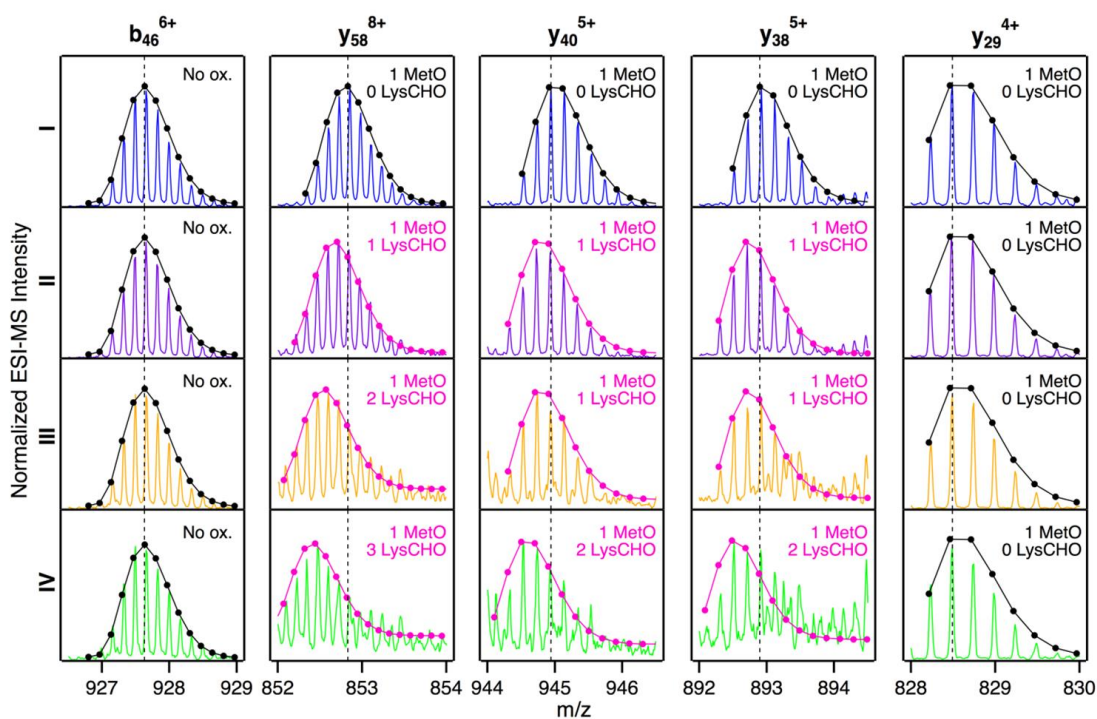 b46 6+ y58 8+ y40 5+ y38 5+ y29 4+
Normalized ESI-MS Intensity
I
No ox.
1 MetO
0 LysCHO
1 MetO
0 LysCHO
1 MetO
0 LysCHO
1 MetO
0 LysCHO
II
No ox.
1 MetO
1 LysCHO
1 MetO
1 LysCHO
1 MetO
1 LysCHO
1 MetO
0 LysCHO
III
No ox.
1 MetO
2 LysCHO
1 MetO
1 LysCHO
1 MetO
1 LysCHO
1 MetO
0 LysCHO
IV
No ox.
1 MetO
3 LysCHO
1 MetO
2 LysCHO
1 MetO
2 LysCHO
1 MetO
0 LysCHO
927 928 929 852 853 854 944 945 946 892 893 894 828 829 830
m/z